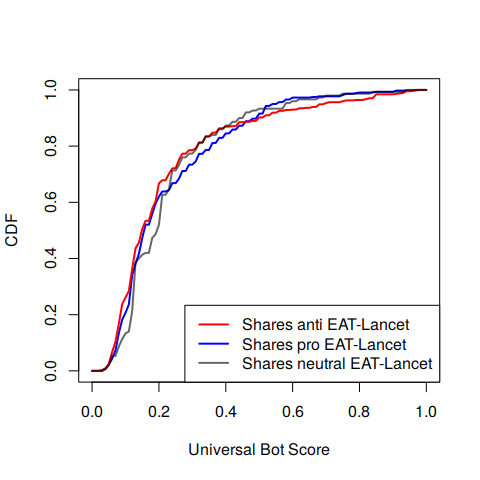 CDF
1.0
0.8
0.6
0.4
0.2
0.0
Shares anti EAT-Lancet
Shares pro EAT-Lancet
Shares neutral EAT-Lancet
0.0 0.2 0.4 0.6 0.8 1.0
Universal Bot Score